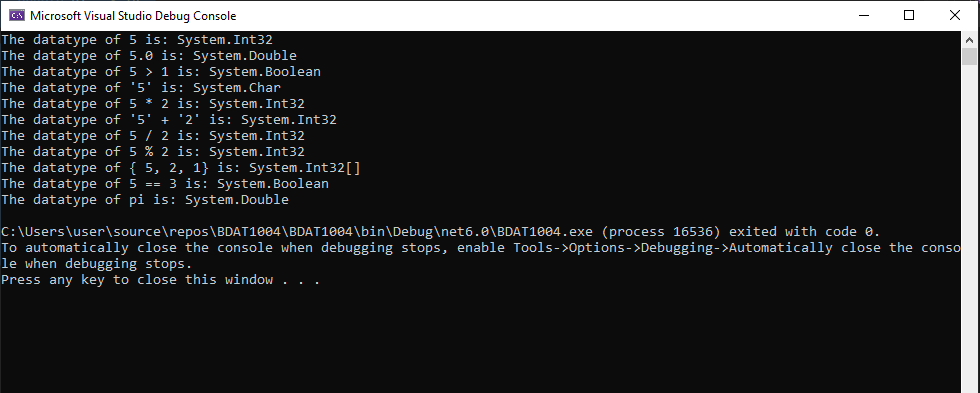 Microsoft Visual Studio Debug Console
The datatype of 5 is: System.Int32
The datatype of 5.0 is: System.Double
The datatype of 5 > 1 is: System.Boolean
The datatype of '5' is: System.Char
The datatype of 5 * 2 is: System.Int32
The datatype of '5' + '2' is: System.Int32
The datatype of 5 / 2 is: System.Int32
The datatype of 5 % 2 is: System.Int32
The datatype of { 5, 2, 1} is: System.Int32[]
The datatype of 5 == 3 is: System.Boolean
The datatype of pi is: System.Double
C:\Users\user\source\repos\BDAT1004\BDAT1004\bin\Debug\net6.0\BDAT1004.exe (process 16536) exited with code 0.
To automatically close the console when debugging stops, enable Tools->Options->Debugging->Automatically close the conso
le when debugging stops.
Press any key to close this window . . .